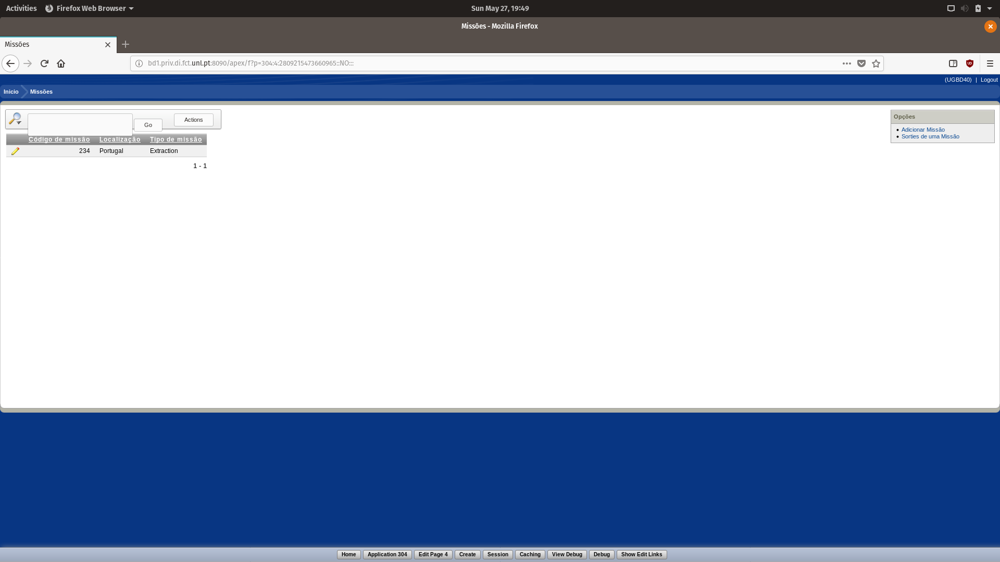 Activities Firefox Web Browser Sun May 27, 19:49
Missões - Mozilla Firefox
Missões
bd1.priv.di.fct.unl.pt:8090/apex/f?p=304:4:2809215473660965::NO:::
(UGBD40) | Logout
Inicio Missões
Go Actions
Código de missão Localização Tipo de missão
234 Portugal Extraction
1 - 1
Opções
Adicionar Missão
Sorties de uma Missão
Home Application 304 Edit Page 4 Create Session Caching View Debug Debug Show Edit Links